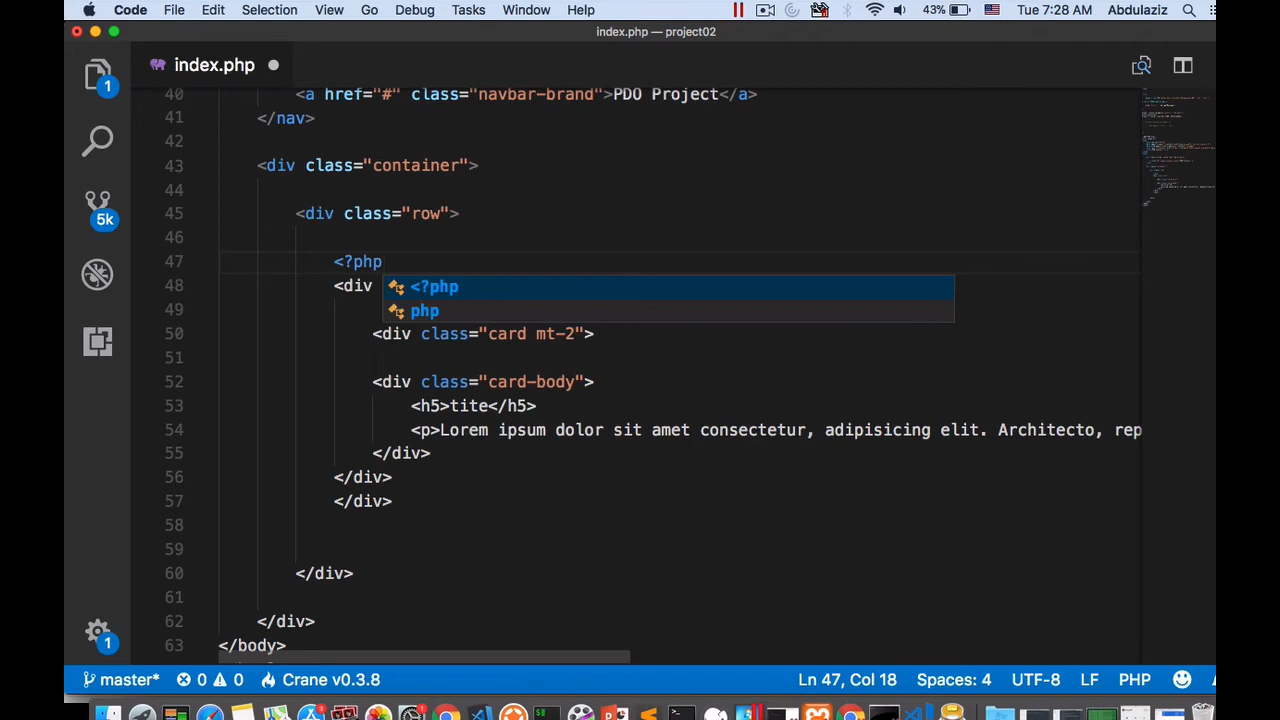 Code File Edit Selection View Go Debug Tasks Window Help 43% Tue 7:28 AM Abdulaziz
index.php — project02
index.php
1
5k
1
40 <a href="#" class="navbar-brand">PDO Project</a>
41 </nav>
42
43 <div class="container">
44
45 <div class="row">
46
47 <?php
48 <div
<?php
49
php
50 <div class="card mt-2">
51
52 <div class="card-body">
53 <h5>tite</h5>
54 <p>Lorem ipsum dolor sit amet consectetur, adipisicing elit. Architecto, rep
55 </div>
56 </div>
57 </div>
58
59
60 </div>
61
62 </div>
63 </body>
master* 0 0 Crane v0.3.8 Ln 47, Col 18 Spaces: 4 UTF-8 LF PHP